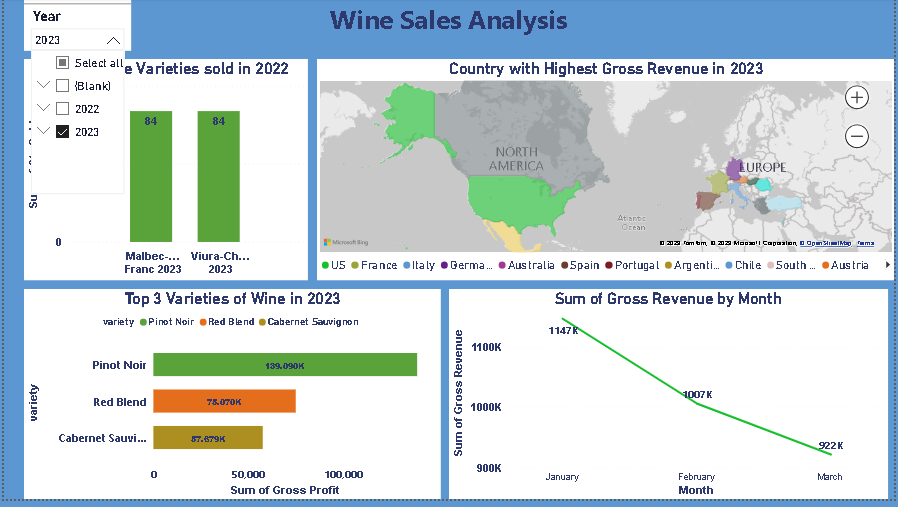 Wine Sales Analysis
Year
2023
Select all
(Blank)
2022
2023
e Varieties sold in 2022
84
84
0
Malbec-...
Franc 2023
Viura-Ch...
2023
Country with Highest Gross Revenue in 2023
NORTH
AMERICA
EUROPE
Atlantic
Ocean
Microsoft Bing
© 2023 TomTom, © 2023 Microsoft Corporation, © OpenStreetMap Terms
US France Italy Germa... Australia Spain Portugal Argenti... Chile South ... Austria
Top 3 Varieties of Wine in 2023
variety Pinot Noir Red Blend Cabernet Sauvignon
variety
Pinot Noir
139.090K
Red Blend
Cabernet Sauvi...
0 50,000 100,000
Sum of Gross Profit
Sum of Gross Revenue by Month
Sum of Gross Revenue
1100K
1000K
900K
1147K
1007K
922K
January February March
Month